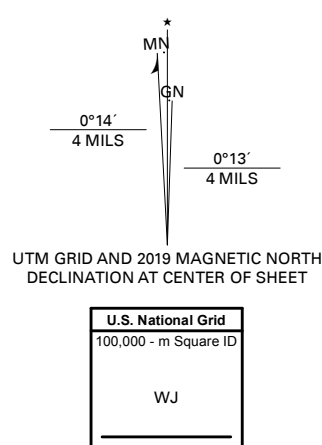 ★
MN
GN
0°14´
4 MILS
0°13´
4 MILS
UTM GRID AND 2019 MAGNETIC NORTH
DECLINATION AT CENTER OF SHEET
U.S. National Grid
100,000 - m Square ID
WJ